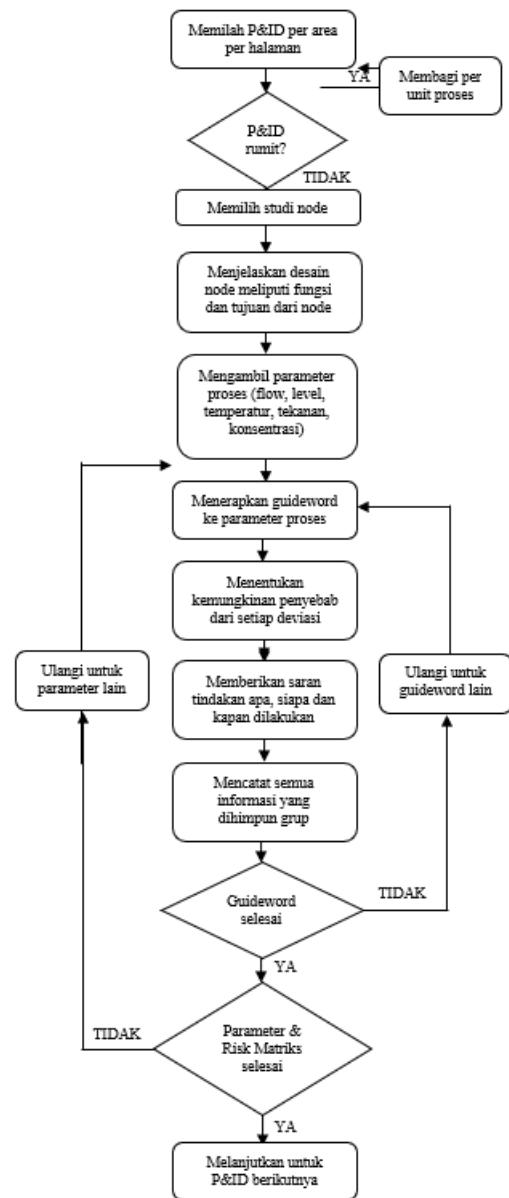 Memilah P&ID per area
per halaman
YA
Membagi per
unit proses
P&ID
rumit?
TIDAK
Memilih studi node
Menjelaskan desain
node meliputi fungsi
dan tujuan dari node
Mengambil parameter
proses (flow, level,
temperatur, tekanan,
konsentrasi)
Menerapkan guideword
ke parameter proses
Menentukan
kemungkinan penyebab
dari setiap deviasi
Ulangi untuk
parameter lain
Ulangi untuk
guideword lain
Memberikan saran
tindakan apa, siapa dan
kapan dilakukan
Mencatat semua
informasi yang
dihimpun grup
Guideword
selesai
TIDAK
YA
TIDAK
Parameter &
Risk Matriks
selesai
YA
Melanjutkan untuk
P&ID berikutnya